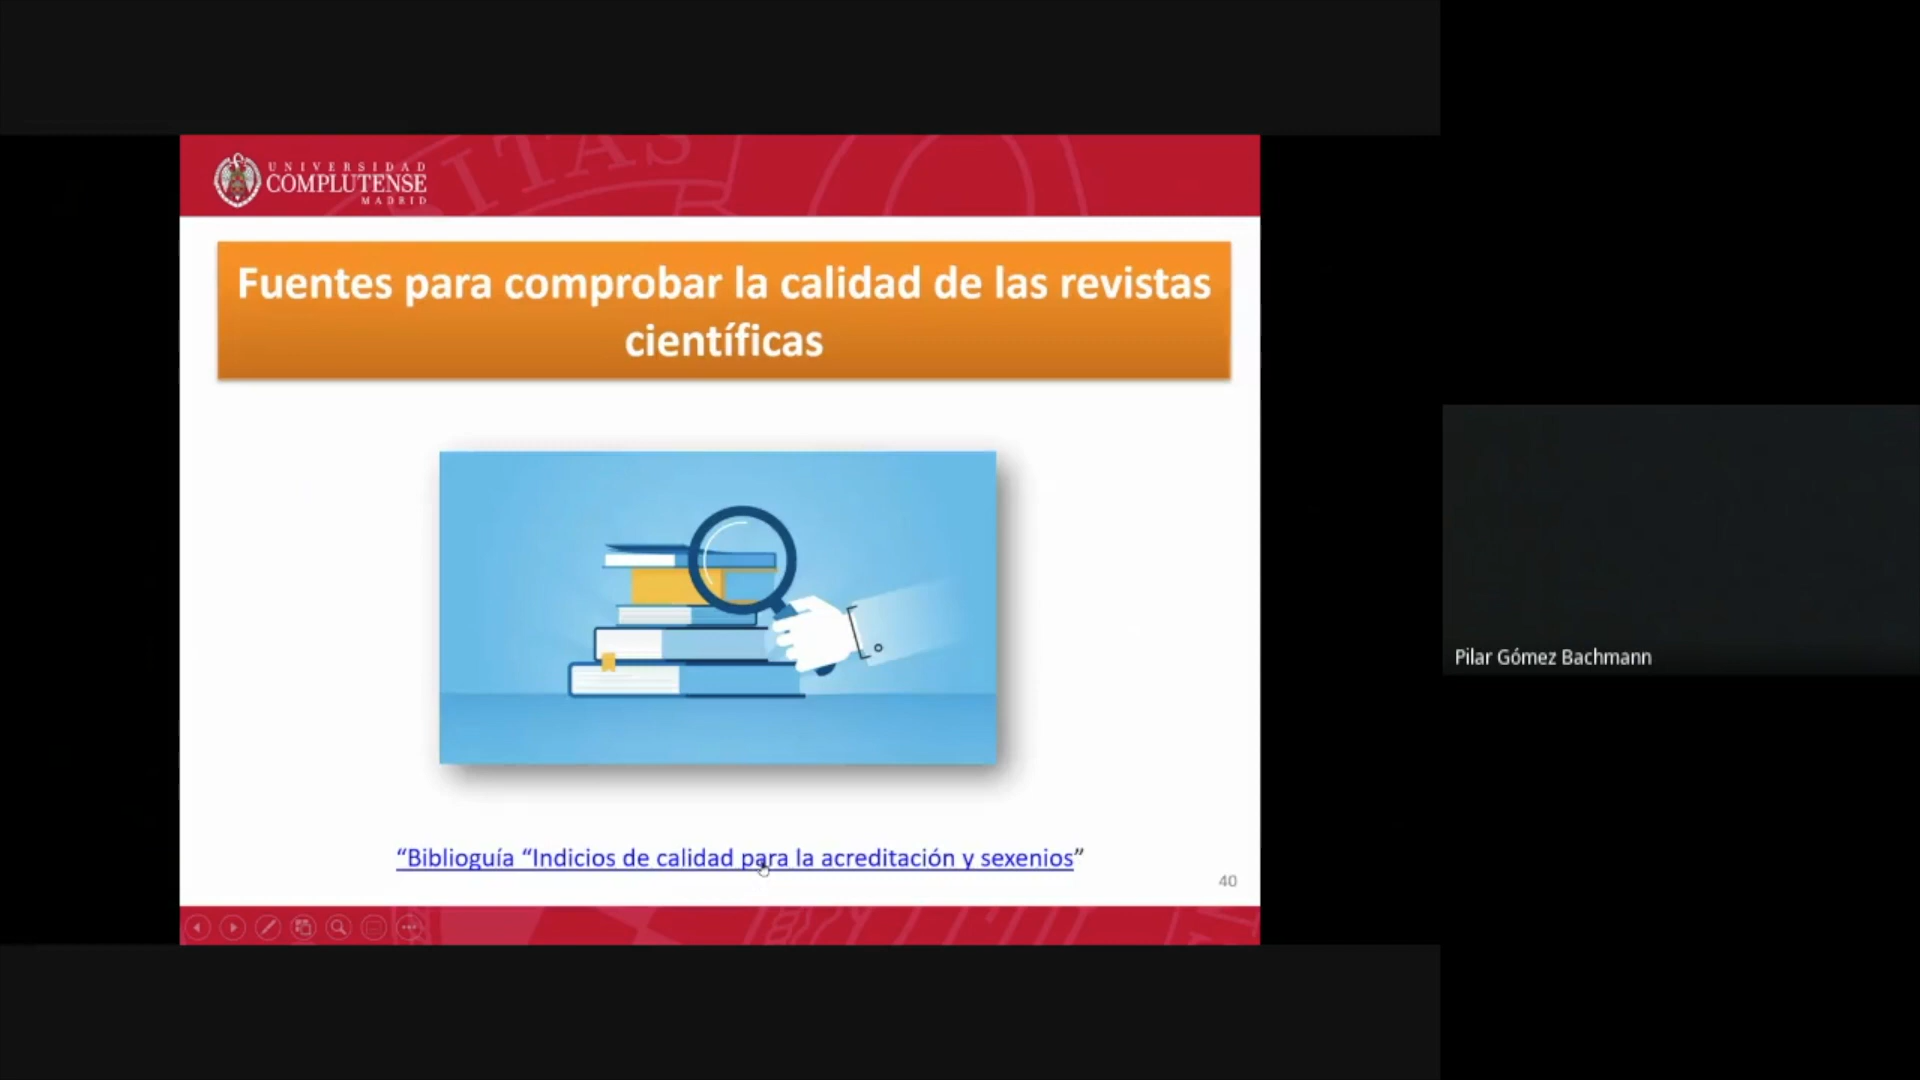 UNIVERSIDAD
COMPLUTENSE
MADRID
SITAS
Fuentes para comprobar la calidad de las revistas
científicas
“Biblioguía “Indicios de calidad para la acreditación y sexenios”
40
Pilar Gómez Bachmann